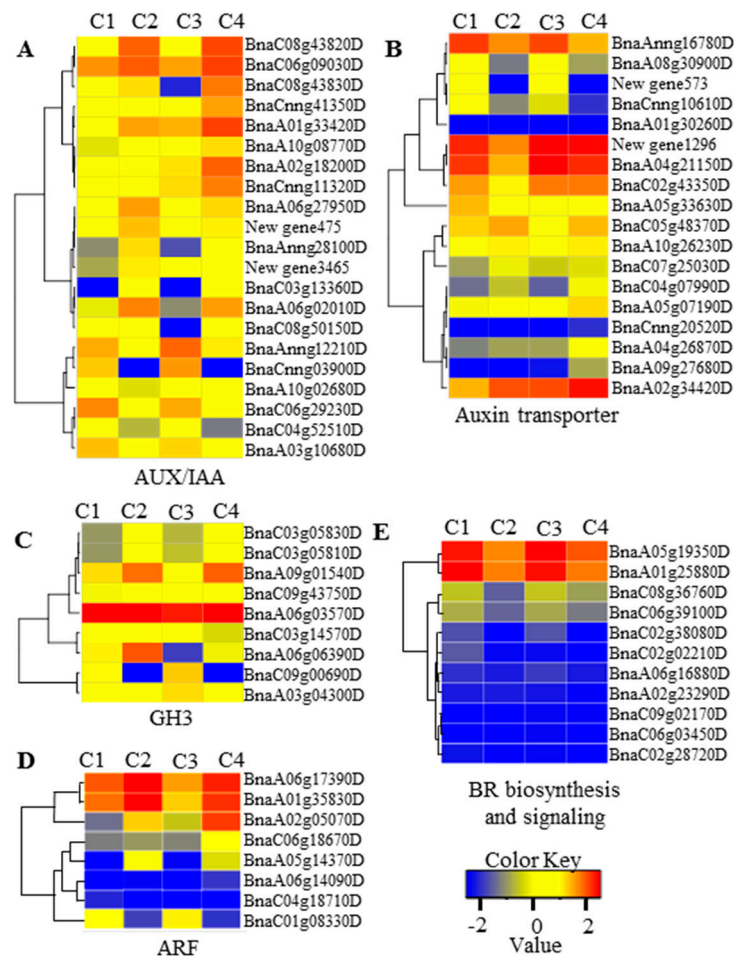 A
C1 C2 C3 C4
BnaC08g43820D
BnaC06g09030D
BnaC08g43830D
BnaCnng41350D
BnaA01g33420D
BnaA10g08770D
BnaA02g18200D
BnaCnng11320D
BnaA06g27950D
New gene475
BnaAnng28100D
New gene3465
BnaC03g13360D
BnaA06g02010D
BnaC08g50150D
BnaAnng12210D
BnaCnng03900D
BnaA10g02680D
BnaC06g29230D
BnaC04g52510D
BnaA03g10680D
AUX/IAA
B
C1 C2 C3 C4
BnaAnng16780D
BnaA08g30900D
New gene573
BnaCnng10610D
BnaA01g30260D
New gene1296
BnaA04g21150D
BnaC02g43350D
BnaA05g33630D
BnaC05g48370D
BnaA10g26230D
BnaC07g25030D
BnaC04g07990D
BnaA05g07190D
BnaCnng20520D
BnaA04g26870D
BnaA09g27680D
BnaA02g34420D
Auxin transporter
C
C1 C2 C3 C4
BnaC03g05830D
BnaC03g05810D
BnaA09g01540D
BnaC09g43750D
BnaA06g03570D
BnaC03g14570D
BnaA06g06390D
BnaC09g00690D
BnaA03g04300D
GH3
D
C1 C2 C3 C4
BnaA06g17390D
BnaA01g35830D
BnaA02g05070D
BnaC06g18670D
BnaA05g14370D
BnaA06g14090D
BnaC04g18710D
BnaC01g08330D
ARF
E
C1 C2 C3 C4
BnaA05g19350D
BnaA01g25880D
BnaC08g36760D
BnaC06g39100D
BnaC02g38080D
BnaC02g02210D
BnaA06g16880D
BnaA02g23290D
BnaC09g02170D
BnaC06g03450D
BnaC02g28720D
BR biosynthesis
and signaling
Color Key
-2 0 2
Value